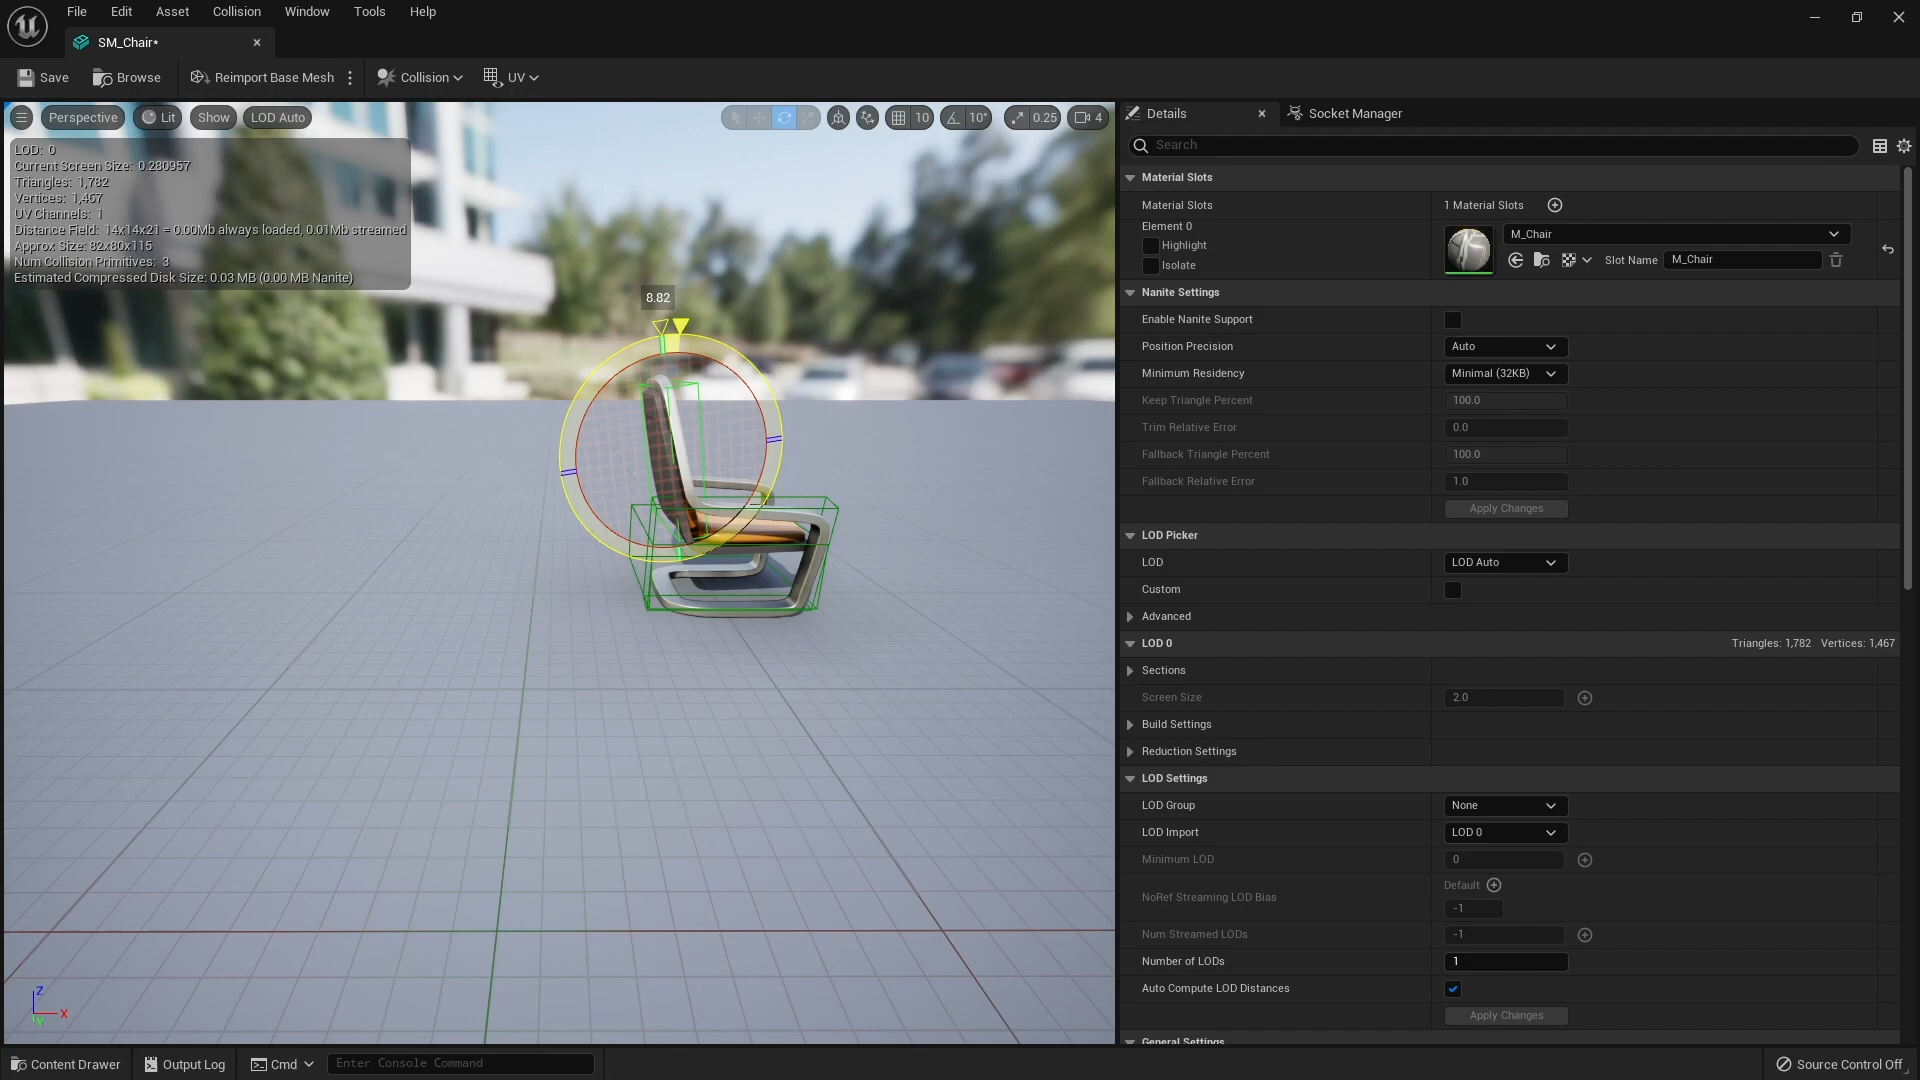 File Edit Asset Collision Window Tools Help
SM_Chair*
Save Browse Reimport Base Mesh Collision UV
Perspective Lit Show LOD Auto 10 10° 0.25 4
LOD: 0
Current Screen Size: 0.280957
Triangles: 1,782
Vertices: 1,467
UV Channels: 1
Distance Field: 14x14x21 = 0.00Mb always loaded, 0.01Mb streamed
Approx Size: 82x80x115
Num Collision Primitives: 3
Estimated Compressed Disk Size: 0.03 MB (0.00 MB Nanite)
8.82
Z
X
Y
Details Socket Manager
Search
Material Slots
Material Slots 1 Material Slots
Element 0
Highlight
Isolate
M_Chair
Slot Name M_Chair
Nanite Settings
Enable Nanite Support
Position Precision Auto
Minimum Residency Minimal (32KB)
Keep Triangle Percent 100.0
Trim Relative Error 0.0
Fallback Triangle Percent 100.0
Fallback Relative Error 1.0
Apply Changes
LOD Picker
LOD LOD Auto
Custom
Advanced
LOD 0 Triangles: 1,782 Vertices: 1,467
Sections
Screen Size 2.0
Build Settings
Reduction Settings
LOD Settings
LOD Group None
LOD Import LOD 0
Minimum LOD 0
NoRef Streaming LOD Bias Default
-1
Num Streamed LODs -1
Number of LODs 1
Auto Compute LOD Distances
Apply Changes
General Settings
Content Drawer Output Log Cmd Enter Console Command Source Control Off